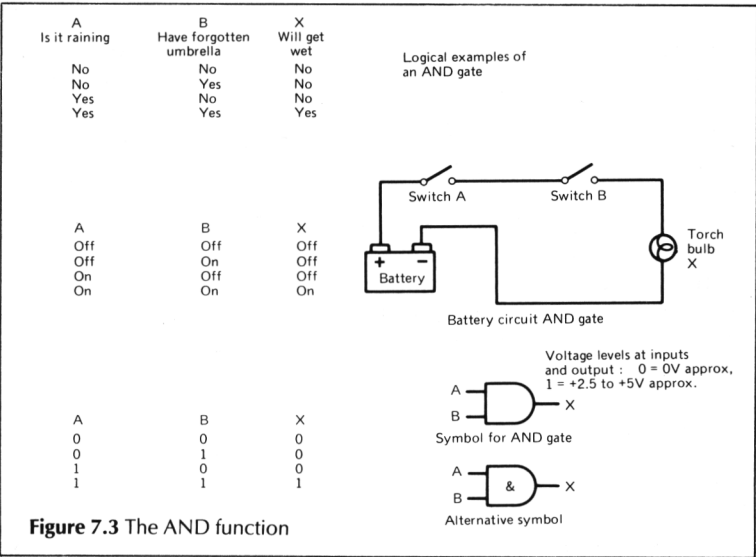 A B X
Is it raining Have forgotten Will get
umbrella wet
No No No
No Yes No
Yes No No
Yes Yes Yes
Logical examples of
an AND gate
A B X
Off Off Off
Off On Off
On Off Off
On On On
Switch A Switch B
+ −
Battery
Torch
bulb
X
Battery circuit AND gate
A B X
0 0 0
0 1 0
1 0 0
1 1 1
Voltage levels at inputs
and output : 0 = 0V approx,
1 = +2.5 to +5V approx.
A
X
B
Symbol for AND gate
A
& X
B
Alternative symbol
Figure 7.3 The AND function